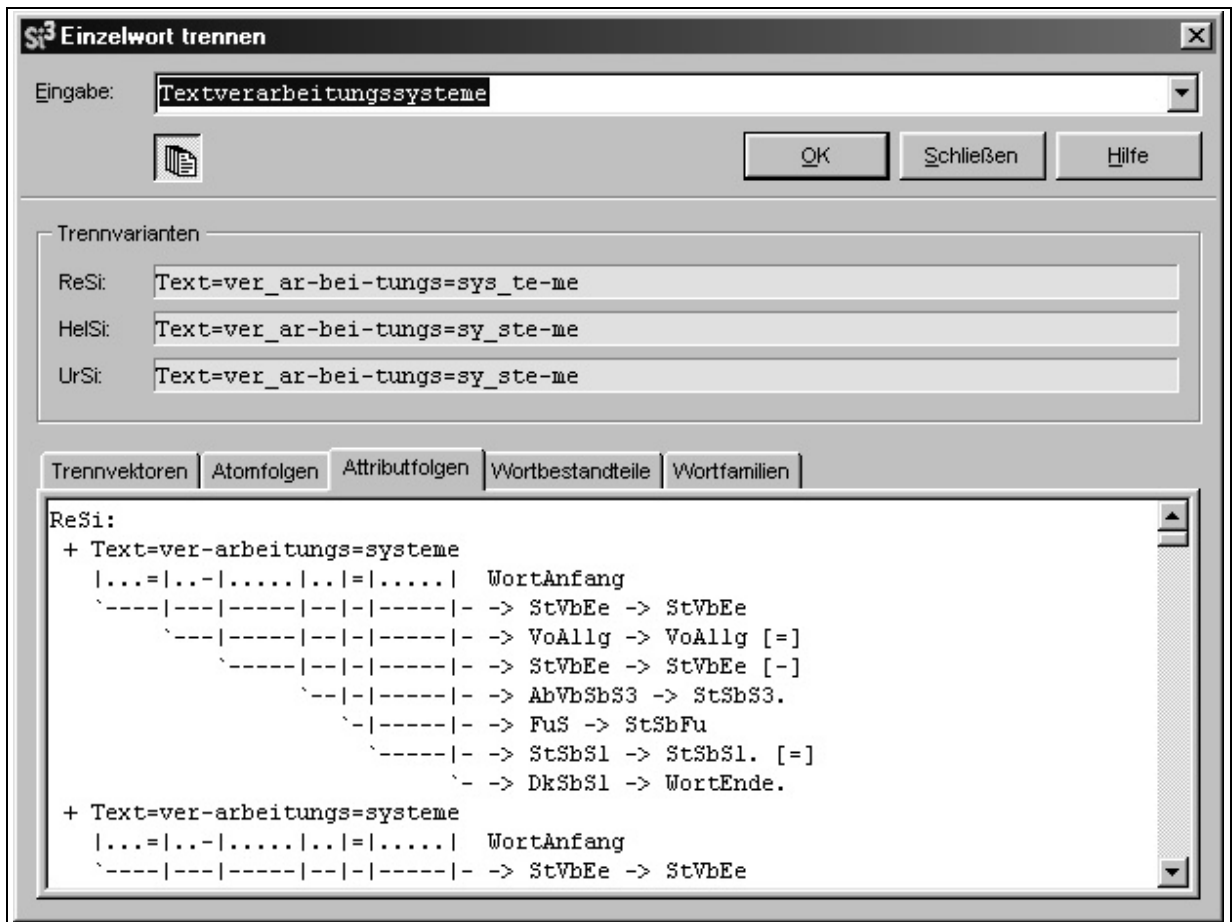 Si3 Einzelwort trennen
Eingabe: Textverarbeitungssysteme
OK Schließen Hilfe
Trennvarianten
ReSi: Text=ver_ar-bei-tungs=sys_te-me
HelSi: Text=ver_ar-bei-tungs=sy_ste-me
UrSi: Text=ver_ar-bei-tungs=sy_ste-me
Trennvektoren Atomfolgen Attributfolgen Wortbestandteile Wortfamilien
ReSi:
 + Text=ver-arbeitungs=systeme
   |...=|..-|.....|..|=|.....|  WortAnfang
   `----|---|-----|--|-|-----|- -> StVbEe -> StVbEe
        `---|-----|--|-|-----|- -> VoAllg -> VoAllg [=]
            `-----|--|-|-----|- -> StVbEe -> StVbEe [-]
                  `--|-|-----|- -> AbVbSbS3 -> StSbS3.
                     `-|-----|- -> FuS -> StSbFu
                       `-----|- -> StSbS1 -> StSbS1. [=]
                             `- -> DkSbS1 -> WortEnde.
 + Text=ver-arbeitungs=systeme
   |...=|..-|.....|..|=|.....|  WortAnfang
   `----|---|-----|--|-|-----|- -> StVbEe -> StVbEe